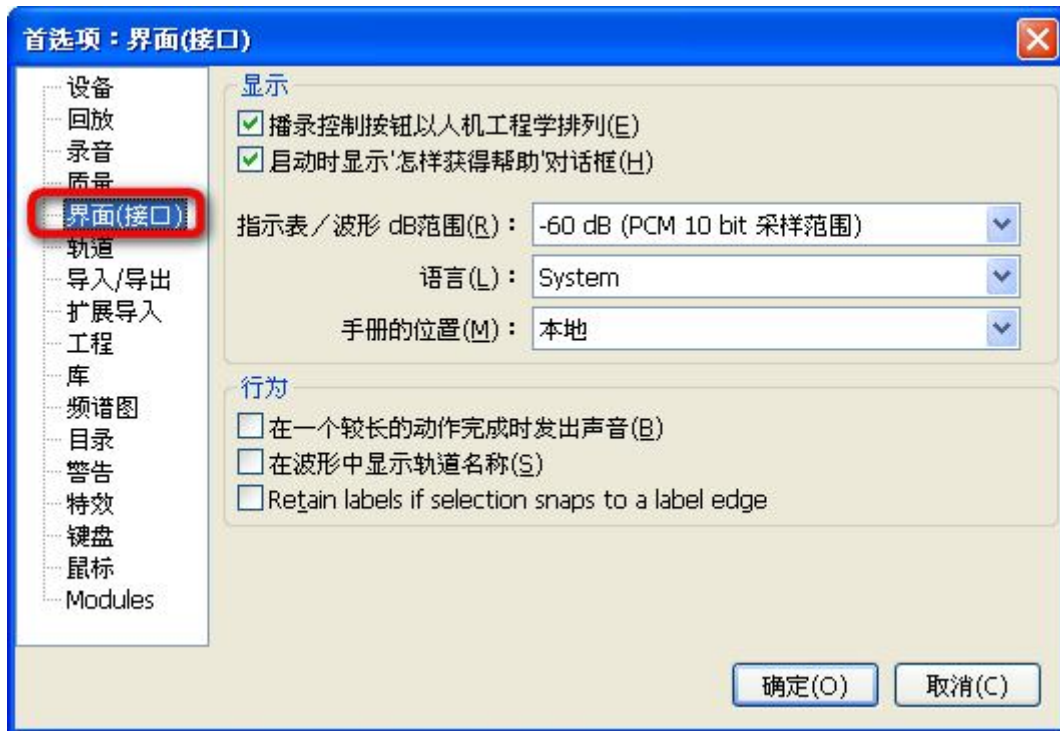 首选项：界面(接口)
设备
回放
录音
质量
界面(接口)
轨道
导入/导出
扩展导入
工程
库
频谱图
目录
警告
特效
键盘
鼠标
Modules
显示
播录控制按钮以人机工程学排列(E)
启动时显示'怎样获得帮助'对话框(H)
指示表／波形 dB范围(R)： -60 dB (PCM 10 bit 采样范围)
语言(L)： System
手册的位置(M)： 本地
行为
在一个较长的动作完成时发出声音(B)
在波形中显示轨道名称(S)
Retain labels if selection snaps to a label edge
确定(O) 取消(C)